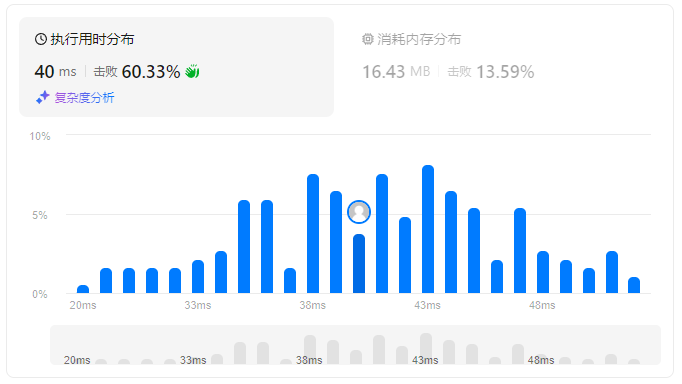 执行用时分布
40 ms 击败 60.33%
复杂度分析
消耗内存分布
16.43 MB 击败 13.59%
10%
5%
0%
20ms 33ms 38ms 43ms 48ms
20ms 33ms 38ms 43ms 48ms